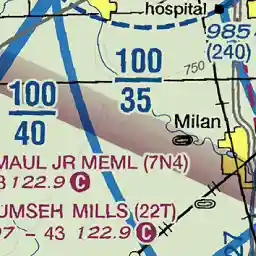 hospital
985
(240)
750
100
35
100
40
Milan
MAUL JR MEML (7N4)
122.9 C
UMSEH MILLS (22T)
- 43 122.9 C